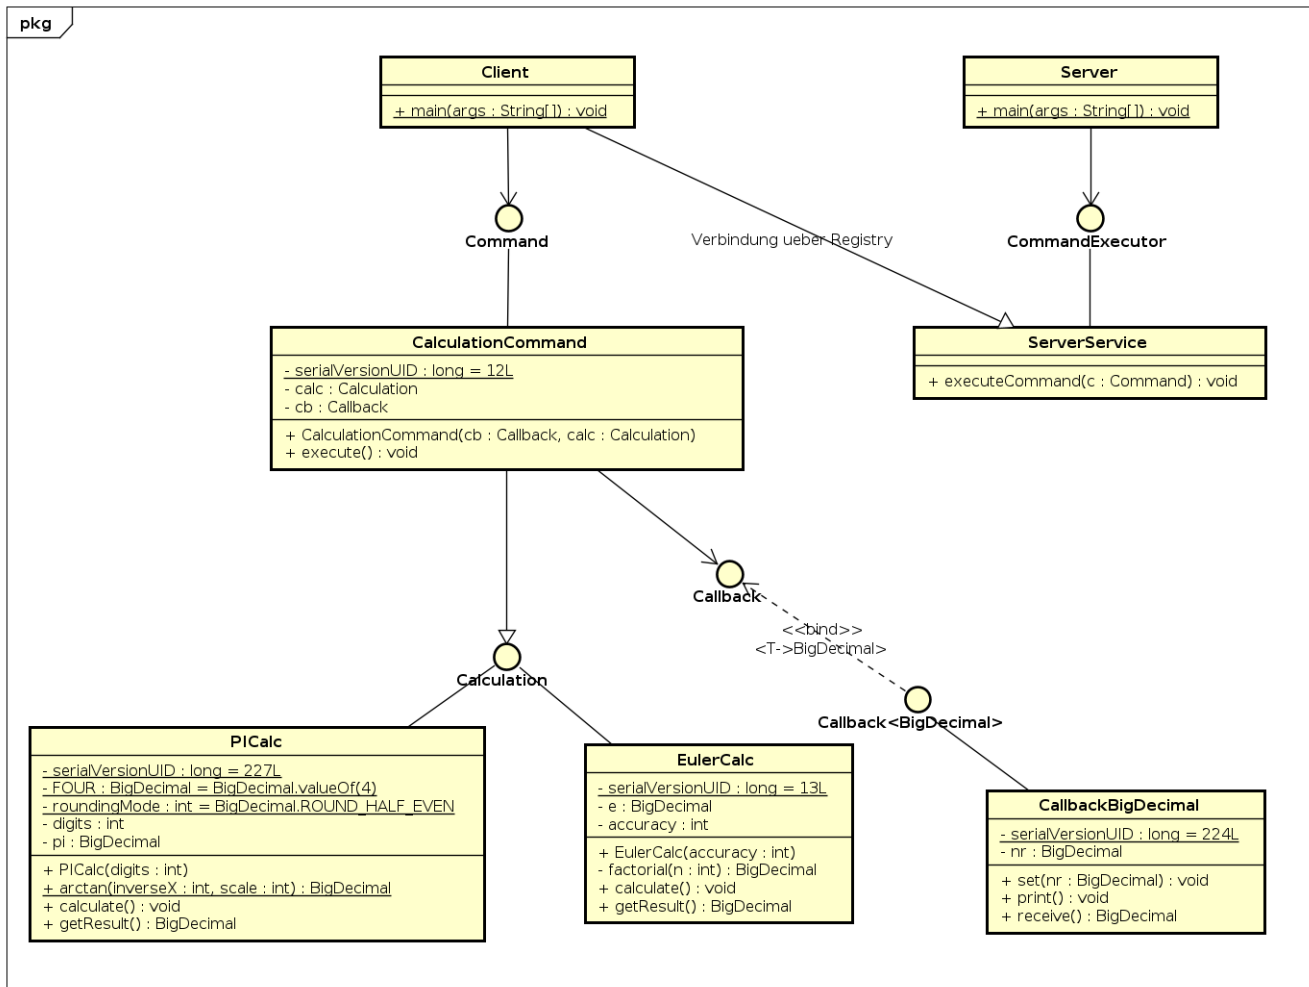 pkg
Client
+ main(args : String[]) : void
Server
+ main(args : String[]) : void
Command
Verbindung ueber Registry
CommandExecutor
CalculationCommand
- serialVersionUID : long = 12L
- calc : Calculation
- cb : Callback
+ CalculationCommand(cb : Callback, calc : Calculation)
+ execute() : void
ServerService
+ executeCommand(c : Command) : void
Callback
<<bind>>
<T->BigDecimal>
Calculation
Callback<BigDecimal>
PICalc
- serialVersionUID : long = 227L
- FOUR : BigDecimal = BigDecimal.valueOf(4)
- roundingMode : int = BigDecimal.ROUND_HALF_EVEN
- digits : int
- pi : BigDecimal
+ PICalc(digits : int)
+ arctan(inverseX : int, scale : int) : BigDecimal
+ calculate() : void
+ getResult() : BigDecimal
EulerCalc
- serialVersionUID : long = 13L
- e : BigDecimal
- accuracy : int
+ EulerCalc(accuracy : int)
- factorial(n : int) : BigDecimal
+ calculate() : void
+ getResult() : BigDecimal
CallbackBigDecimal
- serialVersionUID : long = 224L
- nr : BigDecimal
+ set(nr : BigDecimal) : void
+ print() : void
+ receive() : BigDecimal